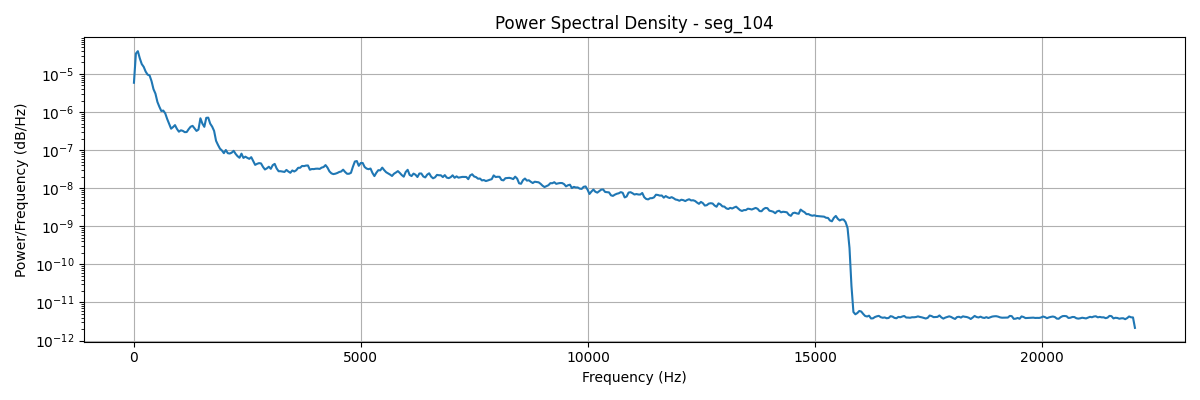 Power Spectral Density - seg_104
Power/Frequency (dB/Hz)
10⁻⁵
10⁻⁶
10⁻⁷
10⁻⁸
10⁻⁹
10⁻¹⁰
10⁻¹¹
10⁻¹²
0 5000 10000 15000 20000
Frequency (Hz)